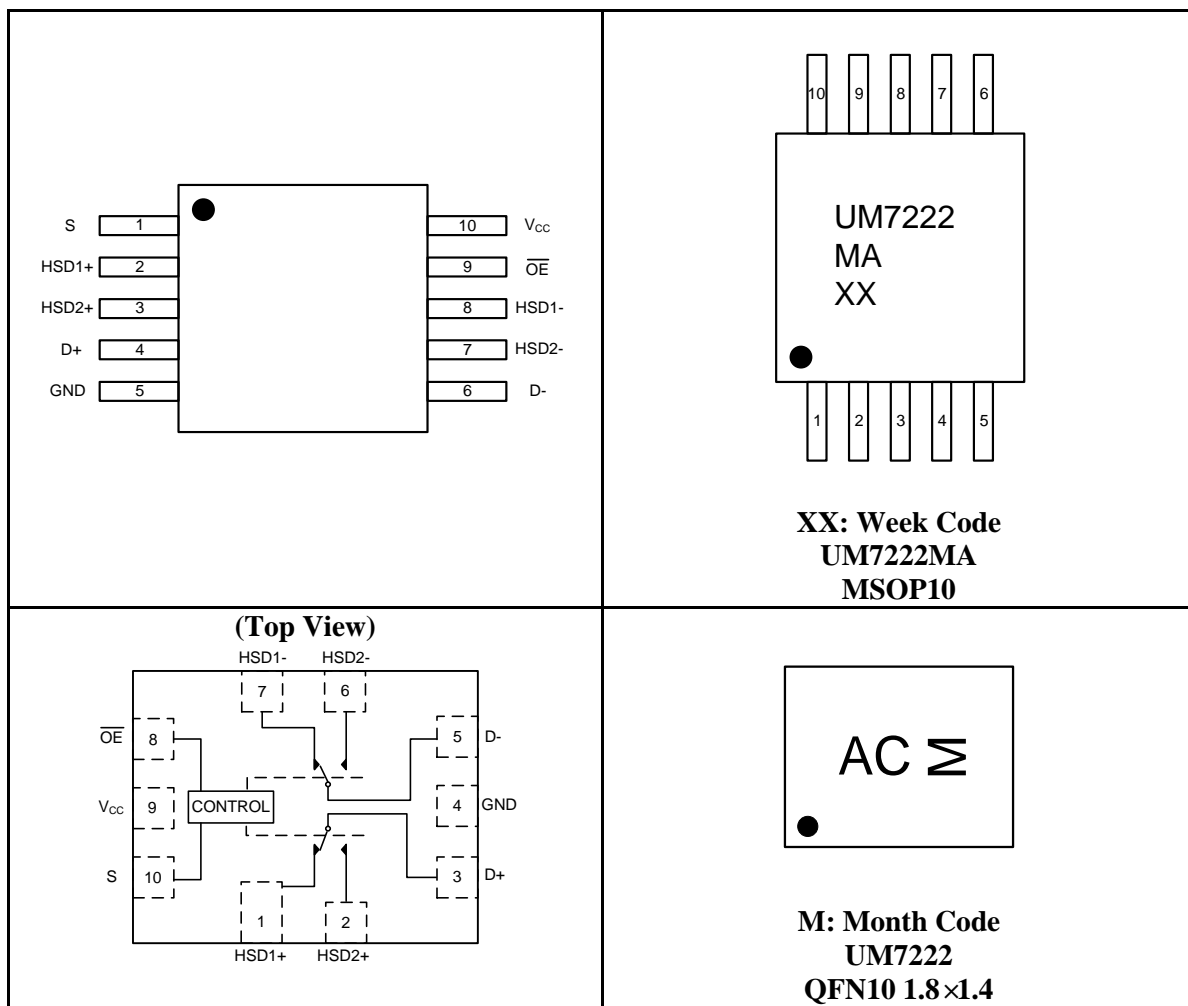 S 1 10 VCC
HSD1+ 2 9 OE
HSD2+ 3 8 HSD1-
D+ 4 7 HSD2-
GND 5 6 D-
10 9 8 7 6
UM7222
MA
XX
1 2 3 4 5
XX: Week Code
UM7222MA
MSOP10
(Top View)
HSD1- HSD2-
7 6
OE 8 5 D-
VCC 9 CONTROL 4 GND
S 10 3 D+
1 2
HSD1+ HSD2+
AC M
M: Month Code
UM7222
QFN10 1.8×1.4